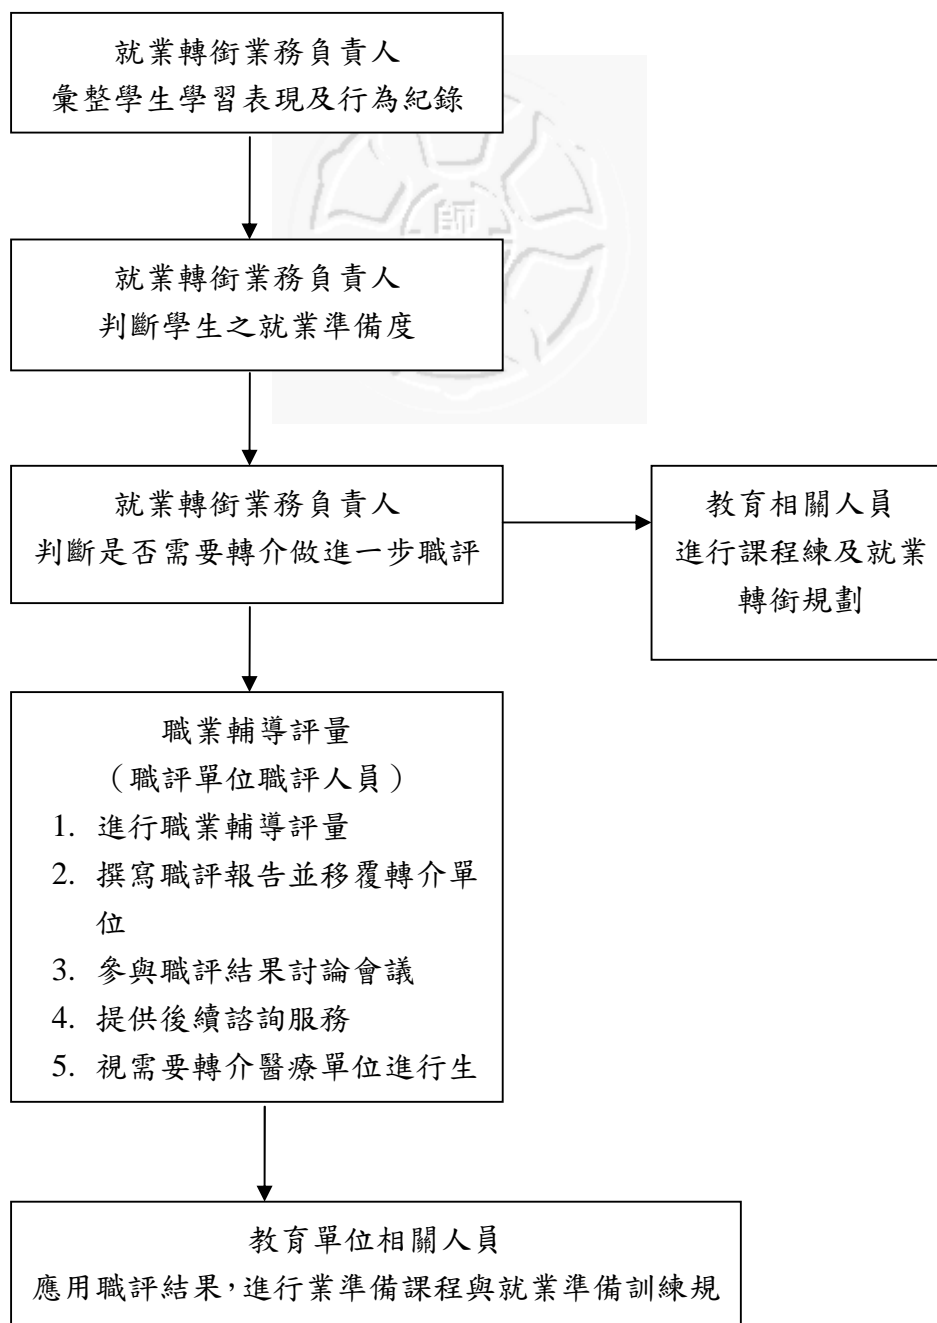 就業轉銜業務負責人
彙整學生學習表現及行為紀錄
師
就業轉銜業務負責人
判斷學生之就業準備度
就業轉銜業務負責人
判斷是否需要轉介做進一步職評
教育相關人員
進行課程練及就業
轉銜規劃
職業輔導評量
（職評單位職評人員）
1. 進行職業輔導評量
2. 撰寫職評報告並移覆轉介單
位
3. 參與職評結果討論會議
4. 提供後續諮詢服務
5. 視需要轉介醫療單位進行生
教育單位相關人員
應用職評結果，進行業準備課程與就業準備訓練規